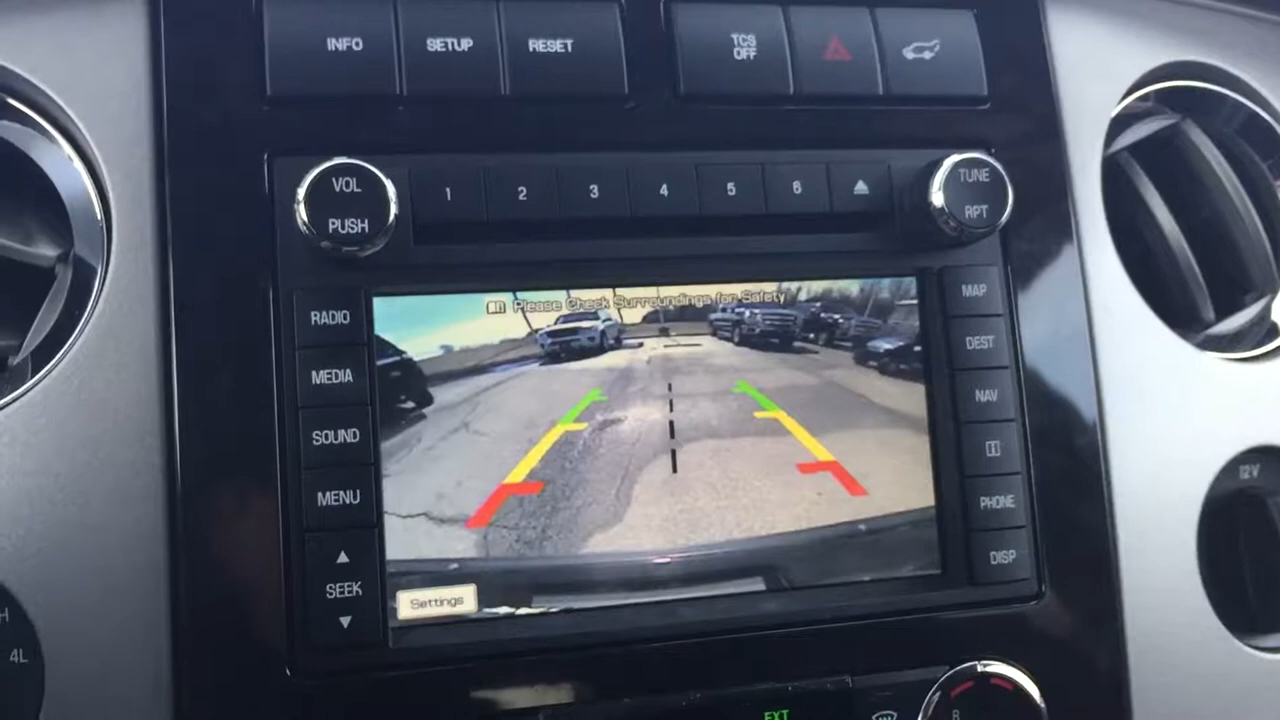 INFO
SETUP
RESET
TCS
OFF
VOL
PUSH
1
2
3
4
5
6
TUNE
RPT
RADIO
MEDIA
SOUND
MENU
SEEK
Please Check Surroundings for Safety
Settings
MAP
DEST
NAV
PHONE
DISP
12V
H
4L
EXT
R